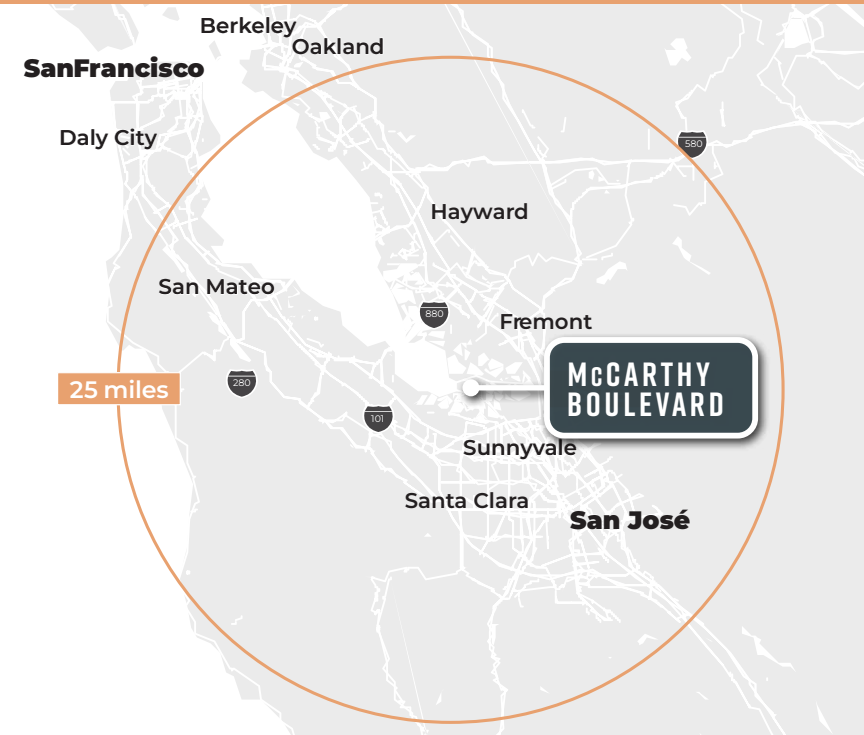 Berkeley
Oakland
SanFrancisco
Daly City
580
Hayward
San Mateo
880
Fremont
McCARTHY
BOULEVARD
25 miles
280
101
Sunnyvale
Santa Clara
San José